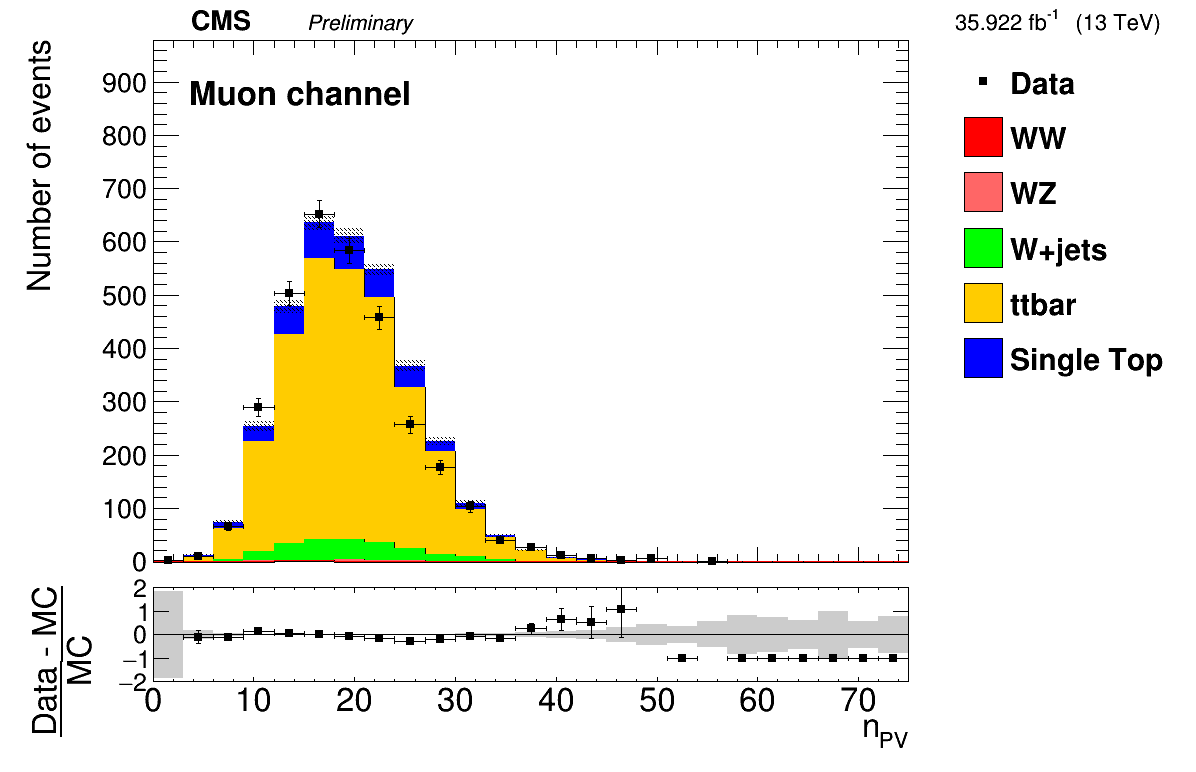 CMS Preliminary 35.922 fb-1 (13 TeV)
Muon channel
Number of events
900
800
700
600
500
400
300
200
100
0
Data
WW
WZ
W+jets
ttbar
Single Top
Data - MC
MC
2
1
0
−1
−2
0 10 20 30 40 50 60 70
nPV